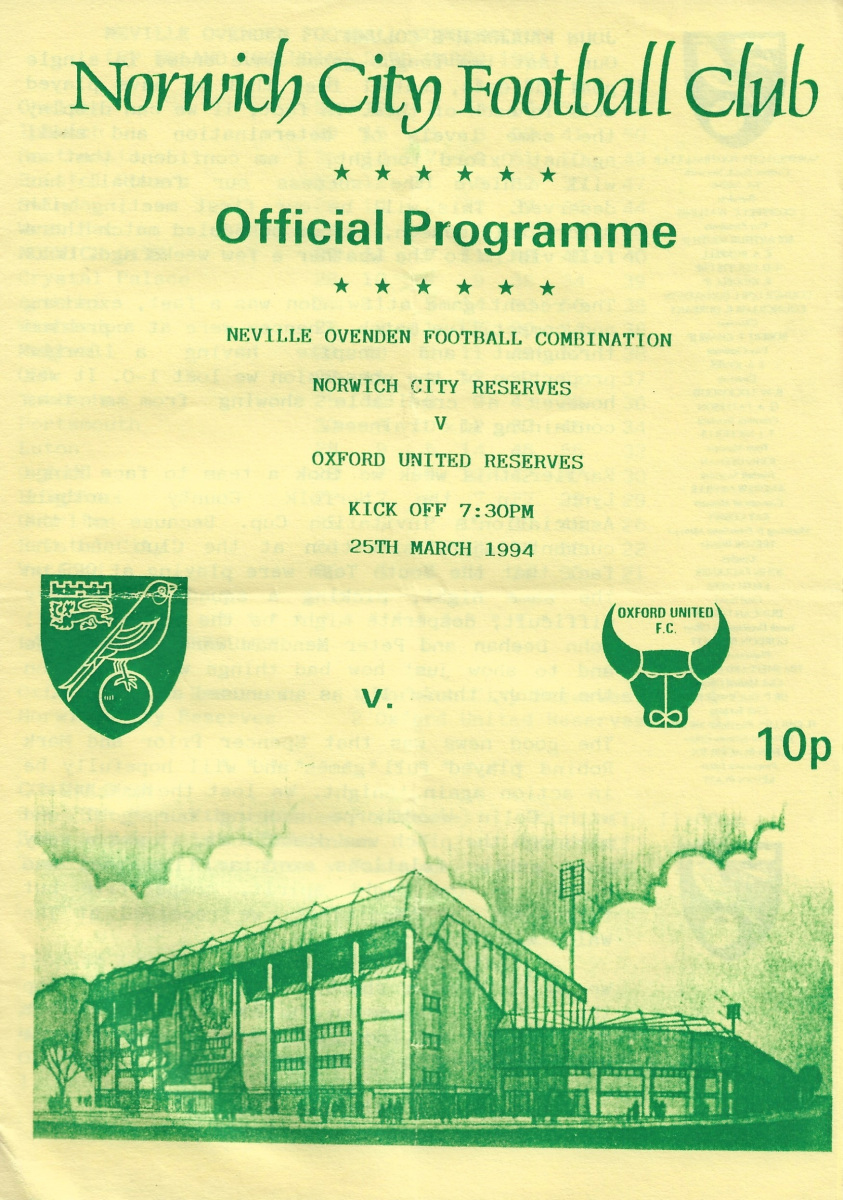 Norwich City Football Club
★ ★ ★ ★ ★ ★
Official Programme
★ ★ ★ ★ ★ ★
NEVILLE OVENDEN FOOTBALL COMBINATION
NORWICH CITY RESERVES
V
OXFORD UNITED RESERVES
KICK OFF 7:30PM
25TH MARCH 1994
OXFORD UNITED
F.C.
v.
10p